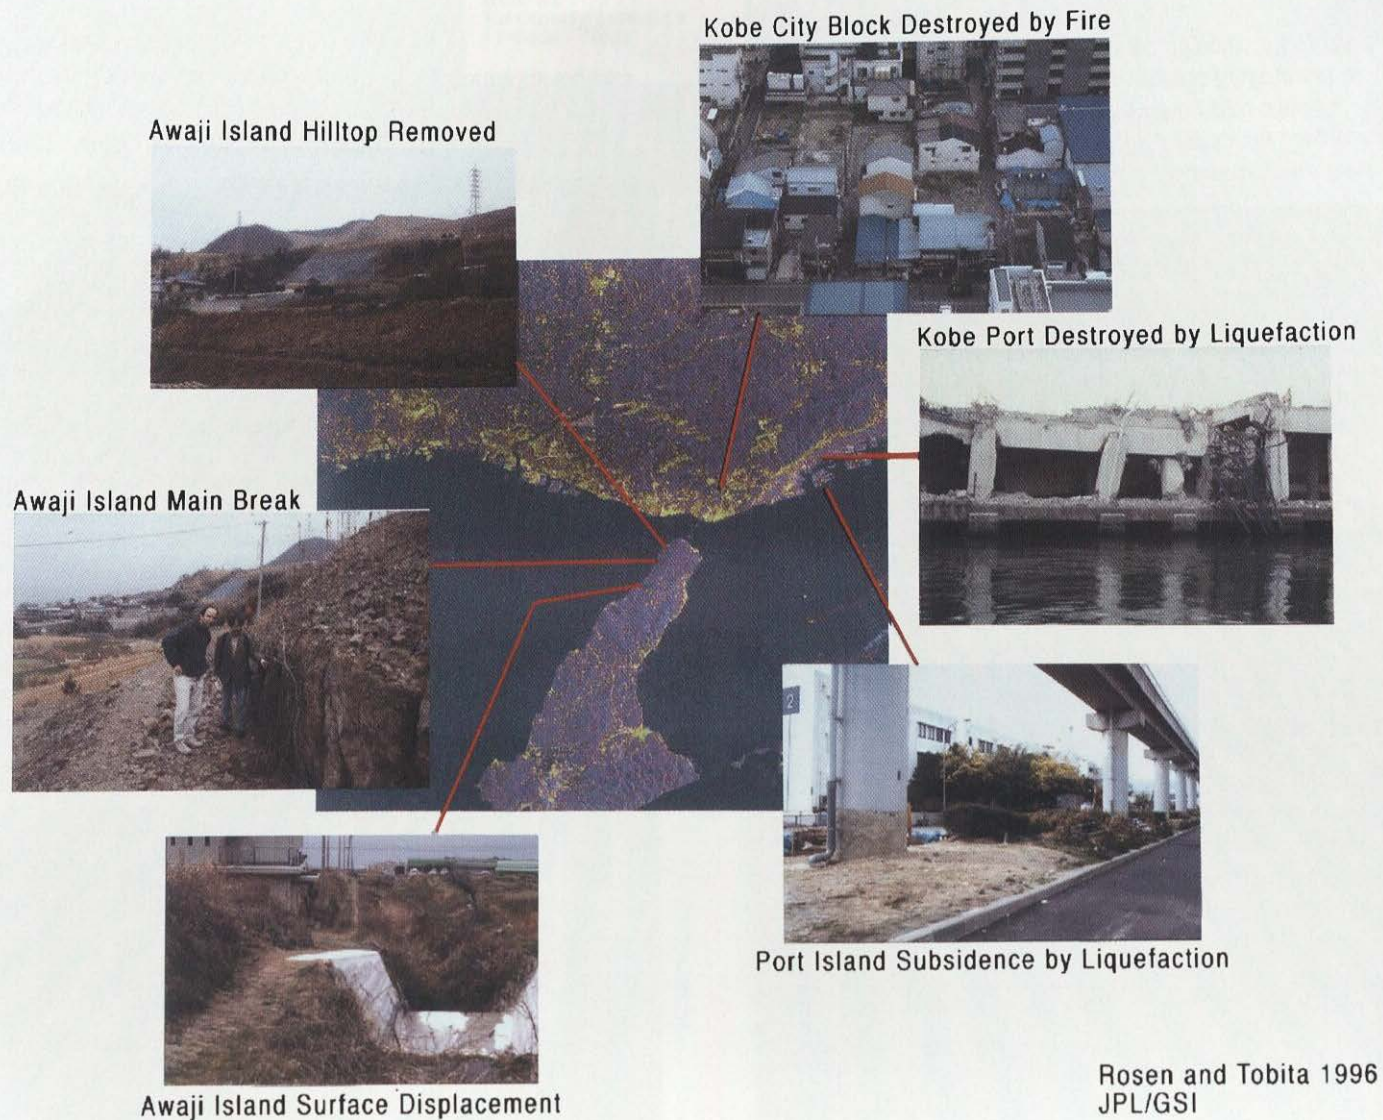 Kobe City Block Destroyed by Fire
Awaji Island Hilltop Removed
Kobe Port Destroyed by Liquefaction
Awaji Island Main Break
2
Port Island Subsidence by Liquefaction
Awaji Island Surface Displacement
Rosen and Tobita 1996
JPL/GSI